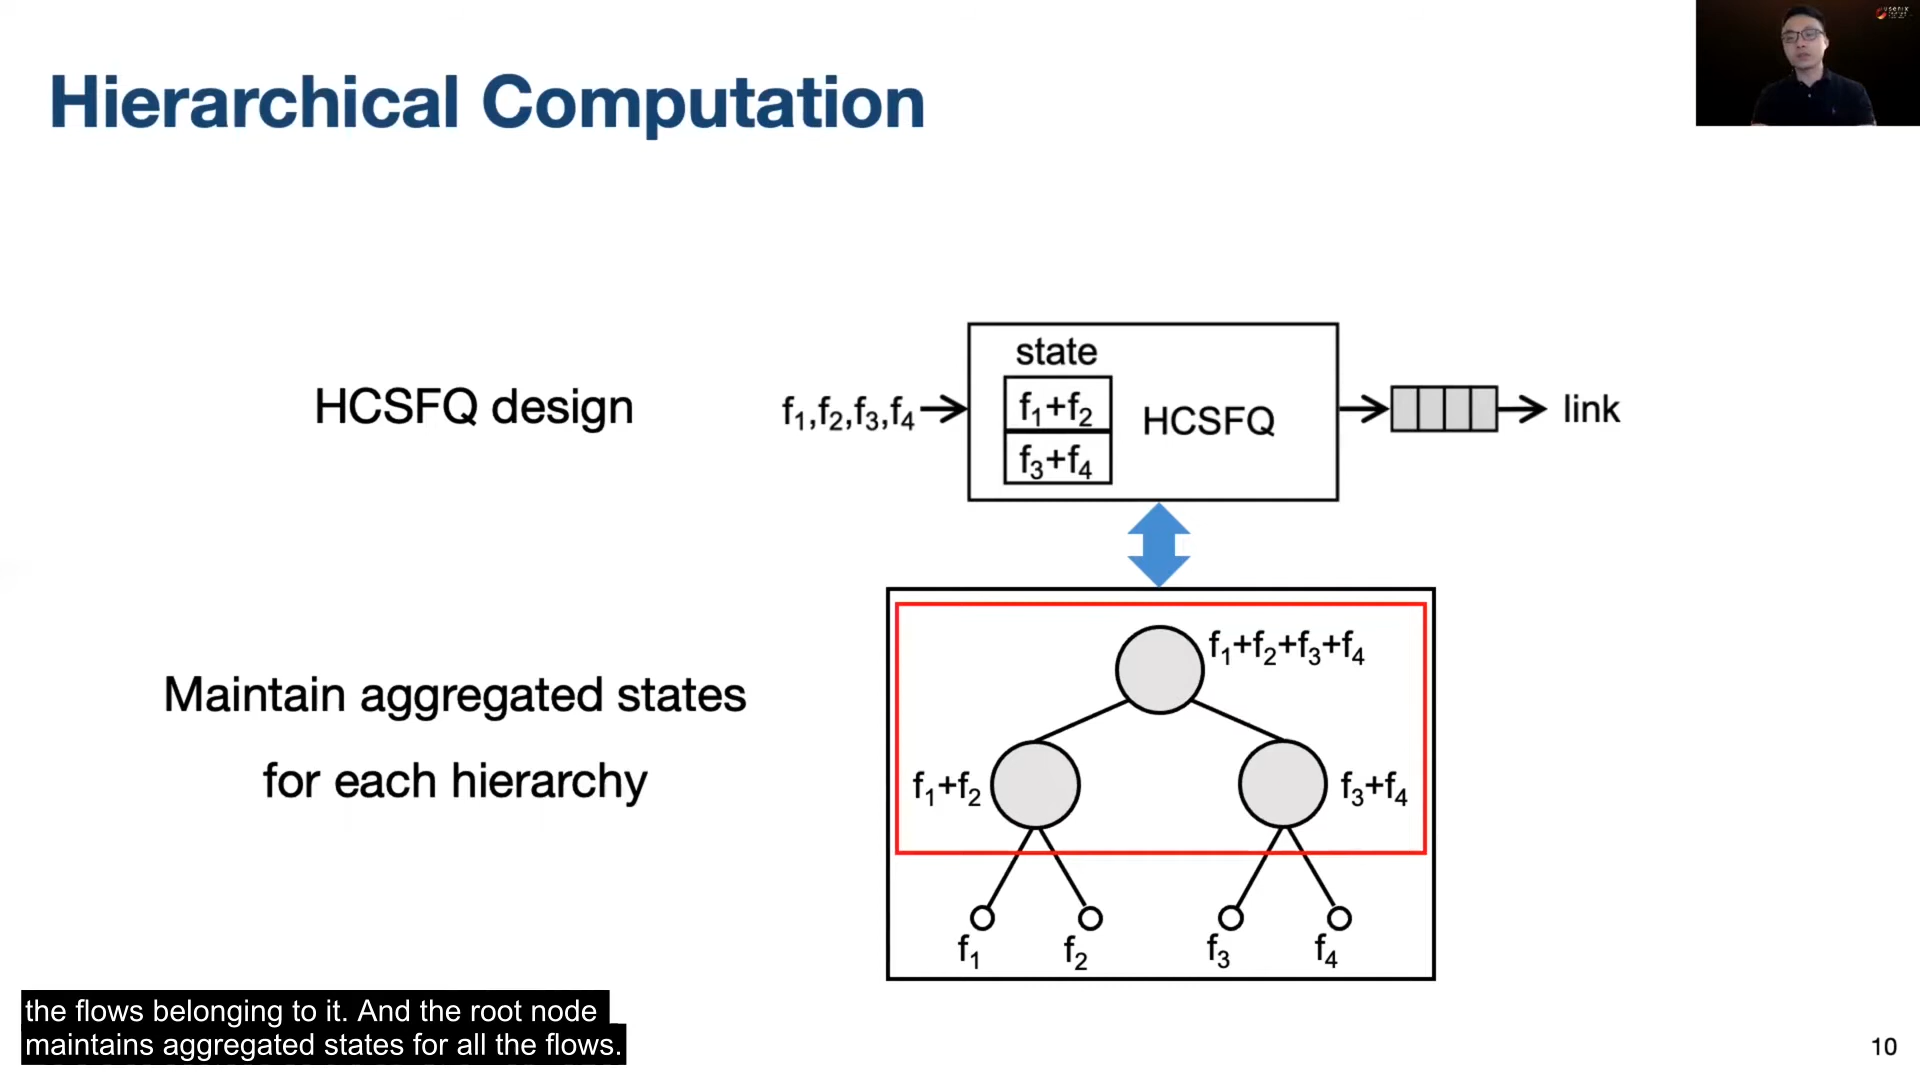 Hierarchical Computation
usenix
HCSFQ design
f₁,f₂,f₃,f₄
state
f₁+f₂
f₃+f₄
HCSFQ
link
Maintain aggregated states
for each hierarchy
f₁+f₂+f₃+f₄
f₁+f₂
f₃+f₄
f₁
f₂
f₃
f₄
the flows belonging to it. And the root node
maintains aggregated states for all the flows.
10